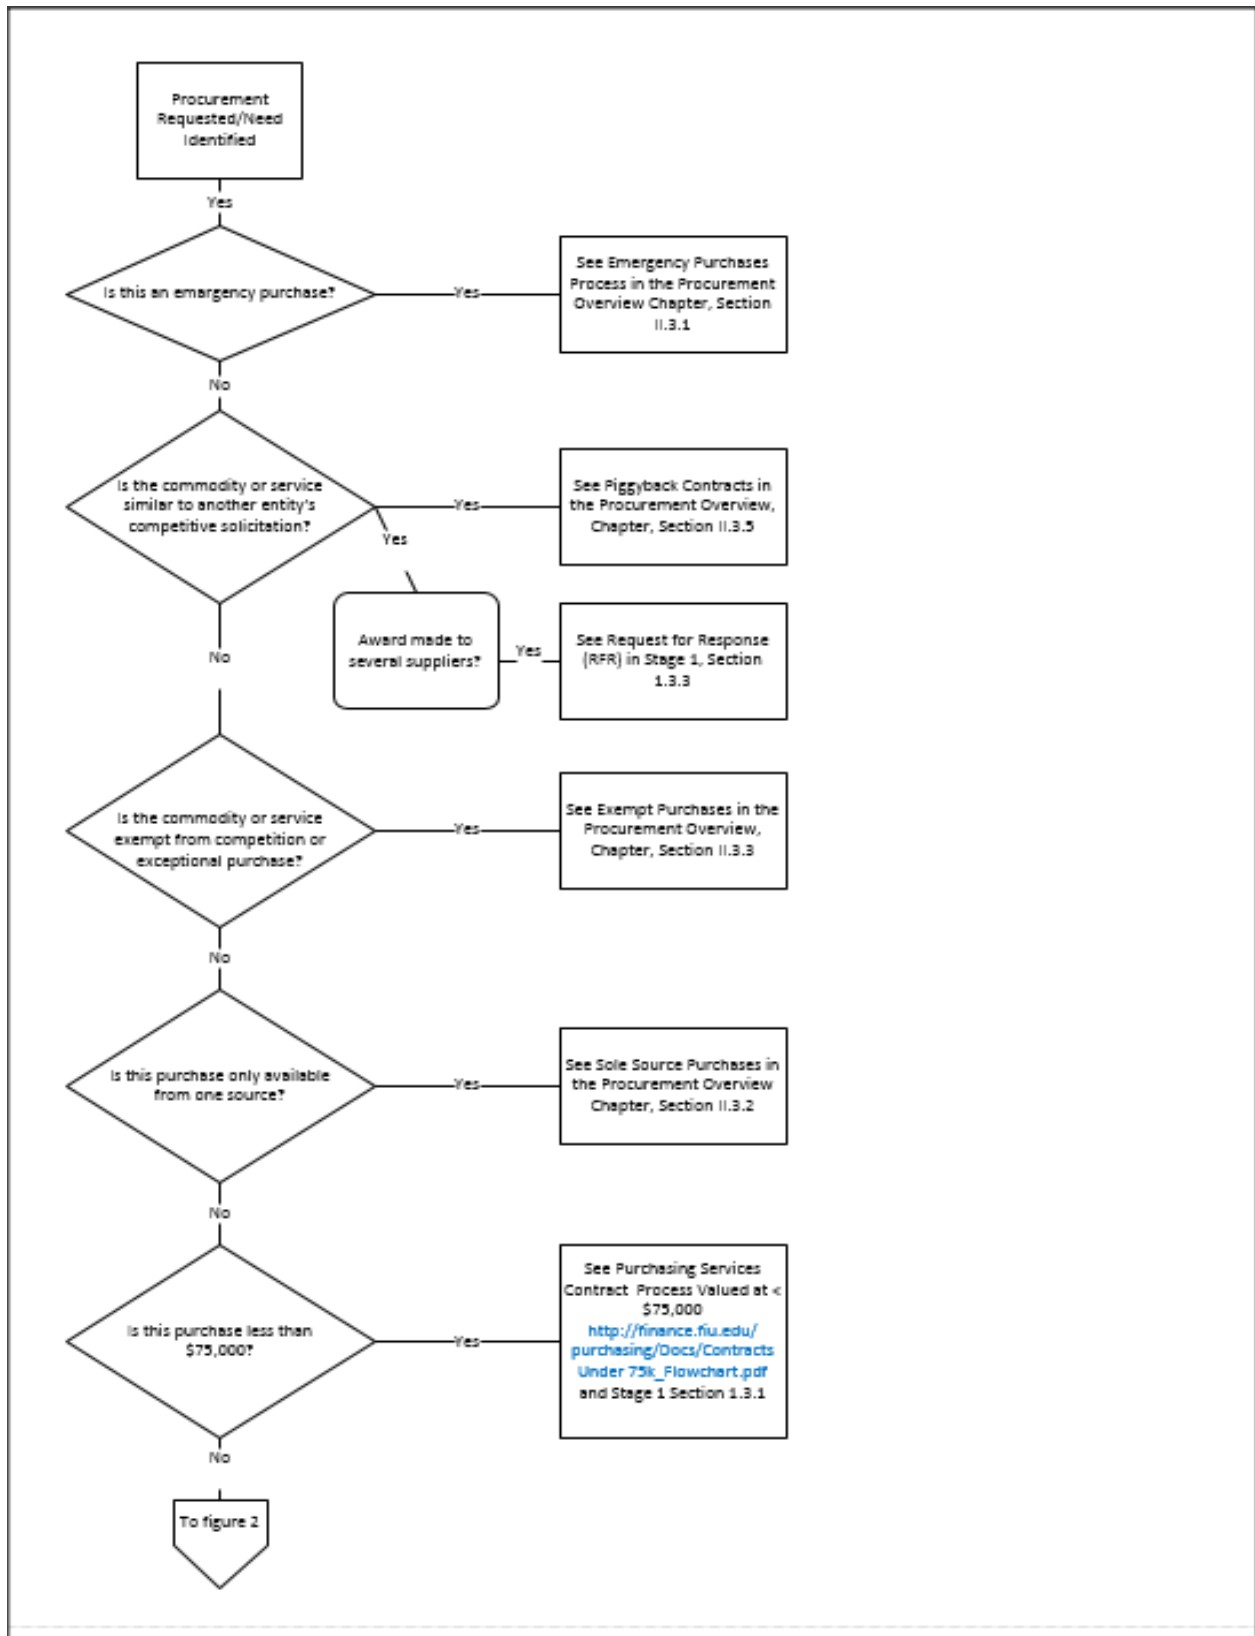 Procurement
Requested/Need
Identified
Yes
Is this an emargency purchase?
Yes
See Emergency Purchases
Process in the Procurement
Overview Chapter, Section
II.3.1
No
Is the commodity or service
similar to another entity's
competitive solicitation?
Yes
See Piggyback Contracts in
the Procurement Overview,
Chapter, Section II.3.5
Yes
Award made to
several suppliers?
Yes
See Request for Response
(RFR) in Stage 1, Section
1.3.3
No
Is the commodity or service
exempt from competition or
exceptional purchase?
Yes
See Exempt Purchases in the
Procurement Overview,
Chapter, Section II.3.3
No
Is this purchase only available
from one source?
Yes
See Sole Source Purchases in
the Procurement Overview
Chapter, Section II.3.2
No
Is this purchase less than
$75,000?
Yes
See Purchasing Services
Contract Process Valued at <
$75,000
http://finance.fiu.edu/
purchasing/Docs/Contracts
Under 75k_Flowchart.pdf
and Stage 1 Section 1.3.1
No
To figure 2